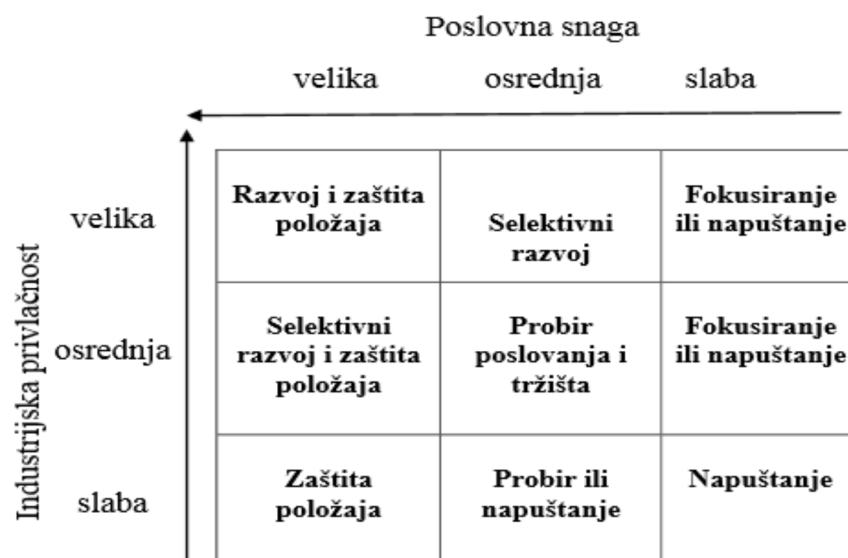 Poslovna snaga
velika osrednja slaba
Industrijska privlačnost
velika
Razvoj i zaštita
položaja
Selektivni
razvoj
Fokusiranje
ili napuštanje
osrednja
Selektivni
razvoj i zaštita
položaja
Probir
poslovanja i
tržišta
Fokusiranje
ili napuštanje
slaba
Zaštita
položaja
Probir ili
napuštanje
Napuštanje